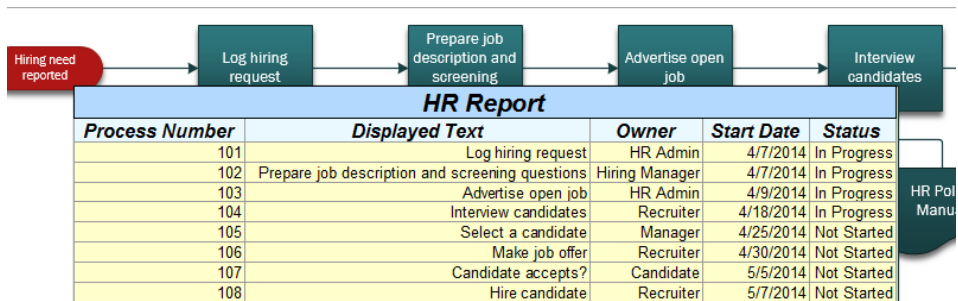 Hiring need
reported
Log hiring
request
Prepare job
description and
screening
Advertise open
job
Interview
candidates
HR Report
Process Number Displayed Text Owner Start Date Status
101 Log hiring request HR Admin 4/7/2014 In Progress
102 Prepare job description and screening questions Hiring Manager 4/7/2014 In Progress
103 Advertise open job HR Admin 4/9/2014 In Progress
104 Interview candidates Recruiter 4/18/2014 In Progress
105 Select a candidate Manager 4/25/2014 Not Started
106 Make job offer Recruiter 4/30/2014 Not Started
107 Candidate accepts? Candidate 5/5/2014 Not Started
108 Hire candidate Recruiter 5/7/2014 Not Started
HR Pol
Manu